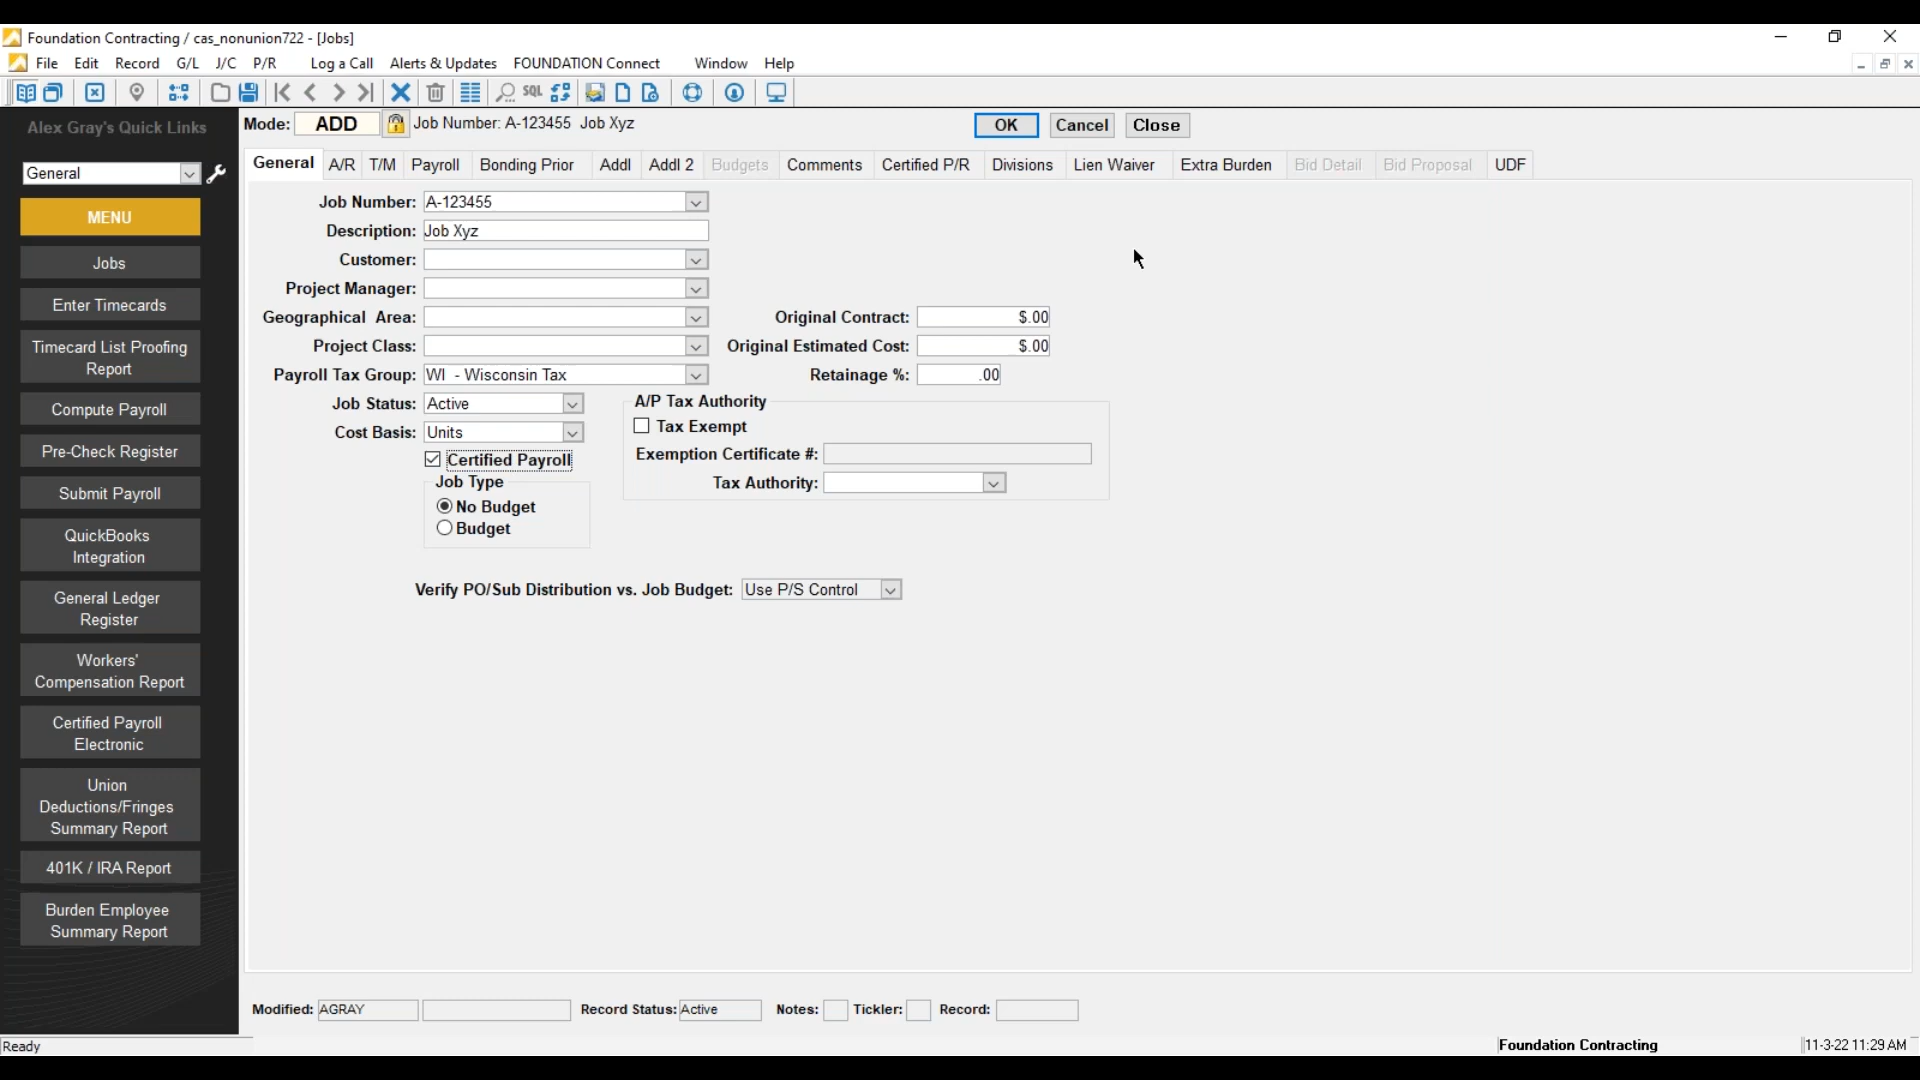 Foundation Contracting / cas_nonunion722 - [Jobs]
File Edit Record G/L J/C P/R Log a Call Alerts & Updates FOUNDATION Connect Window Help
SQL
Alex Gray's Quick Links
General
MENU
Jobs
Enter Timecards
Timecard List Proofing
Report
Compute Payroll
Pre-Check Register
Submit Payroll
QuickBooks
Integration
General Ledger
Register
Workers'
Compensation Report
Certified Payroll
Electronic
Union
Deductions/Fringes
Summary Report
401K / IRA Report
Burden Employee
Summary Report
Mode: ADD Job Number: A-123455 Job Xyz OK Cancel Close
General A/R T/M Payroll Bonding Prior Addl Addl 2 Budgets Comments Certified P/R Divisions Lien Waiver Extra Burden Bid Detail Bid Proposal UDF
Job Number: A-123455
Description: Job Xyz
Customer:
Project Manager:
Geographical Area: Original Contract: $.00
Project Class: Original Estimated Cost: $.00
Payroll Tax Group: WI - Wisconsin Tax Retainage %: .00
Job Status: Active A/P Tax Authority
Tax Exempt
Cost Basis: Units
Exemption Certificate #:
Certified Payroll
Job Type Tax Authority:
No Budget
Budget
Verify PO/Sub Distribution vs. Job Budget: Use P/S Control
Modified: AGRAY Record Status: Active Notes: Tickler: Record:
Ready Foundation Contracting 11-3-22 11:29 AM